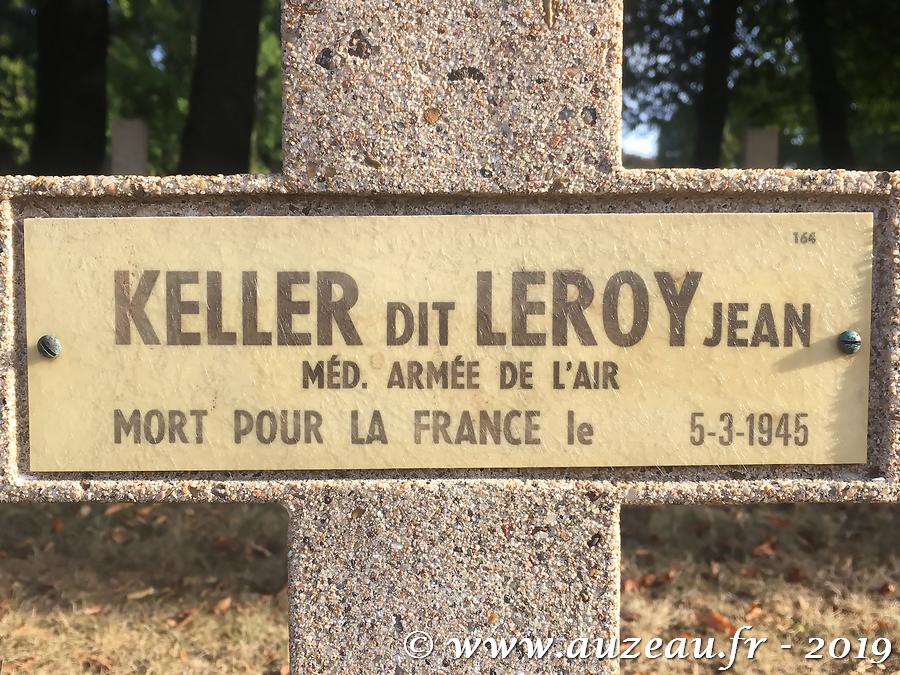 164
KELLER DIT LEROY JEAN
MÉD. ARMÉE DE L'AIR
MORT POUR LA FRANCE le 5-3-1945
© www.auzeau.fr - 2019